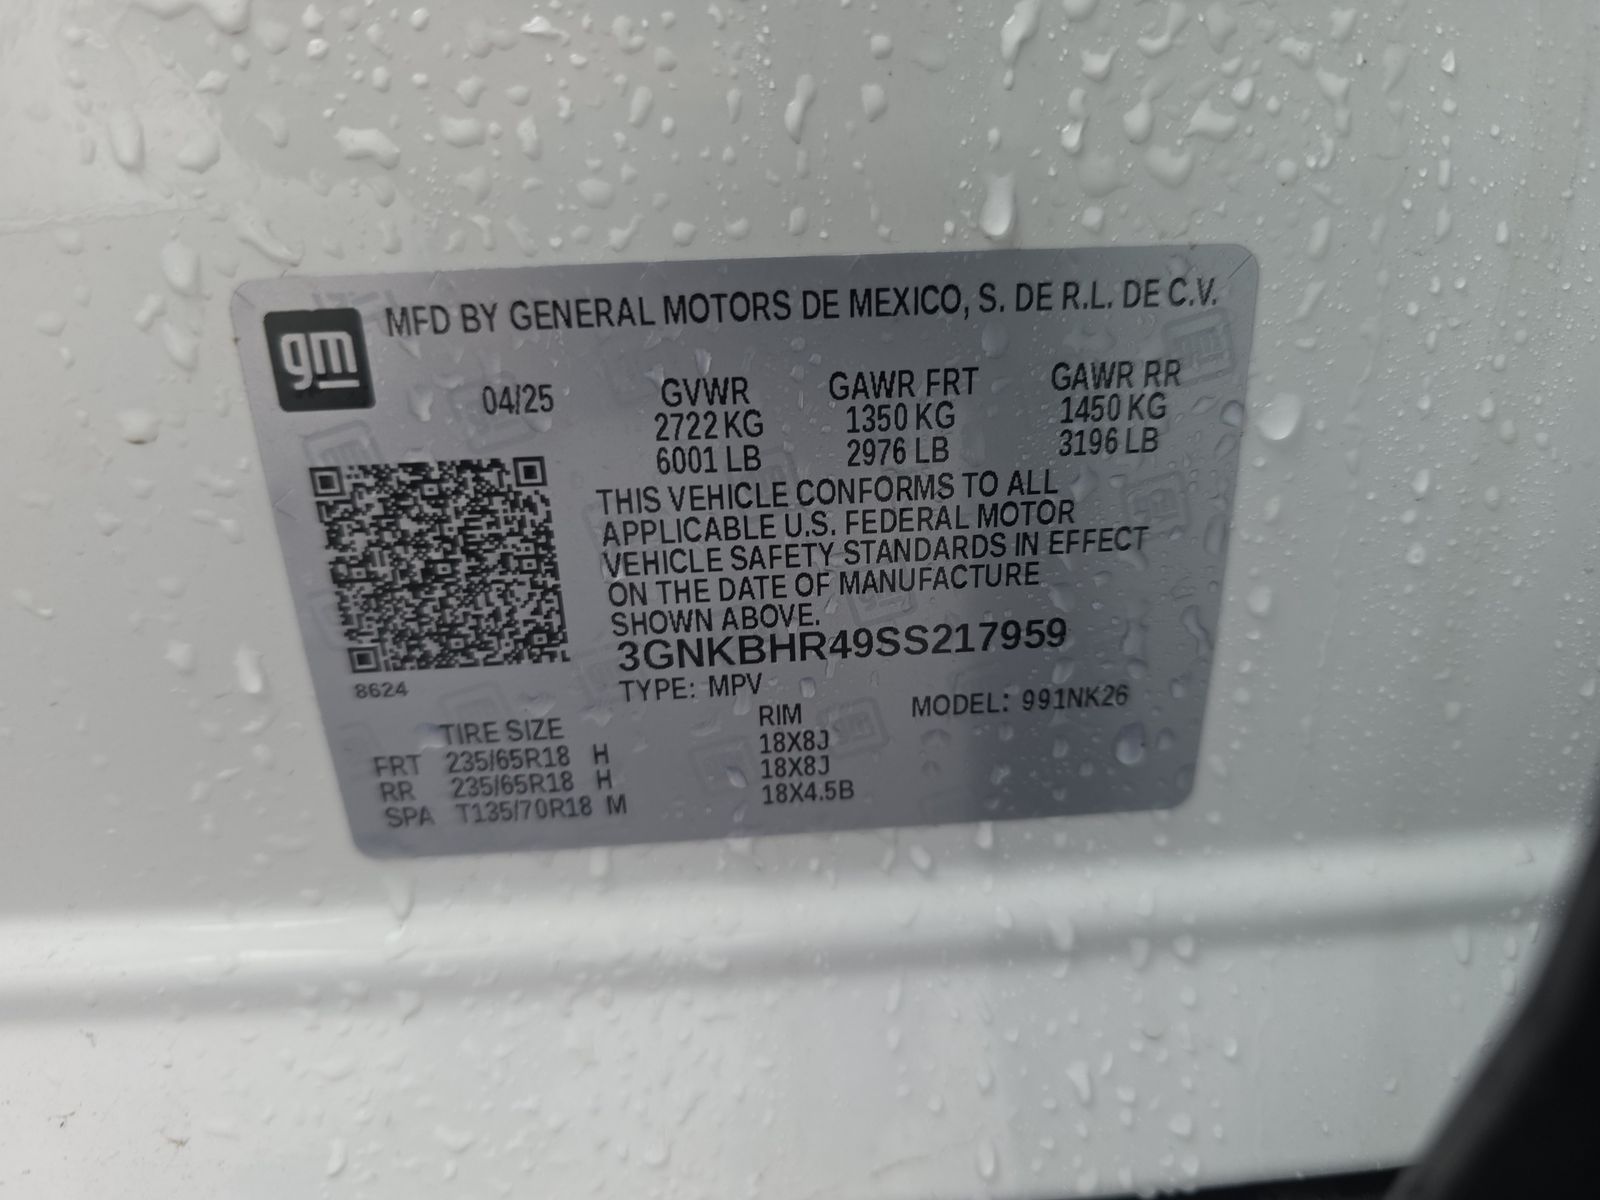 gm
MFD BY GENERAL MOTORS DE MEXICO, S. DE R.L. DE C.V.
04/25 GVWR GAWR FRT GAWR RR
2722 KG 1350 KG 1450 KG
6001 LB 2976 LB 3196 LB
THIS VEHICLE CONFORMS TO ALL
APPLICABLE U.S. FEDERAL MOTOR
VEHICLE SAFETY STANDARDS IN EFFECT
ON THE DATE OF MANUFACTURE
SHOWN ABOVE.
3GNKBHR49SS217959
8624
TYPE: MPV MODEL: 991NK26
TIRE SIZE RIM
FRT 235/65R18 H 18X8J
RR 235/65R18 H 18X8J
SPA T135/70R18 M 18X4.5B